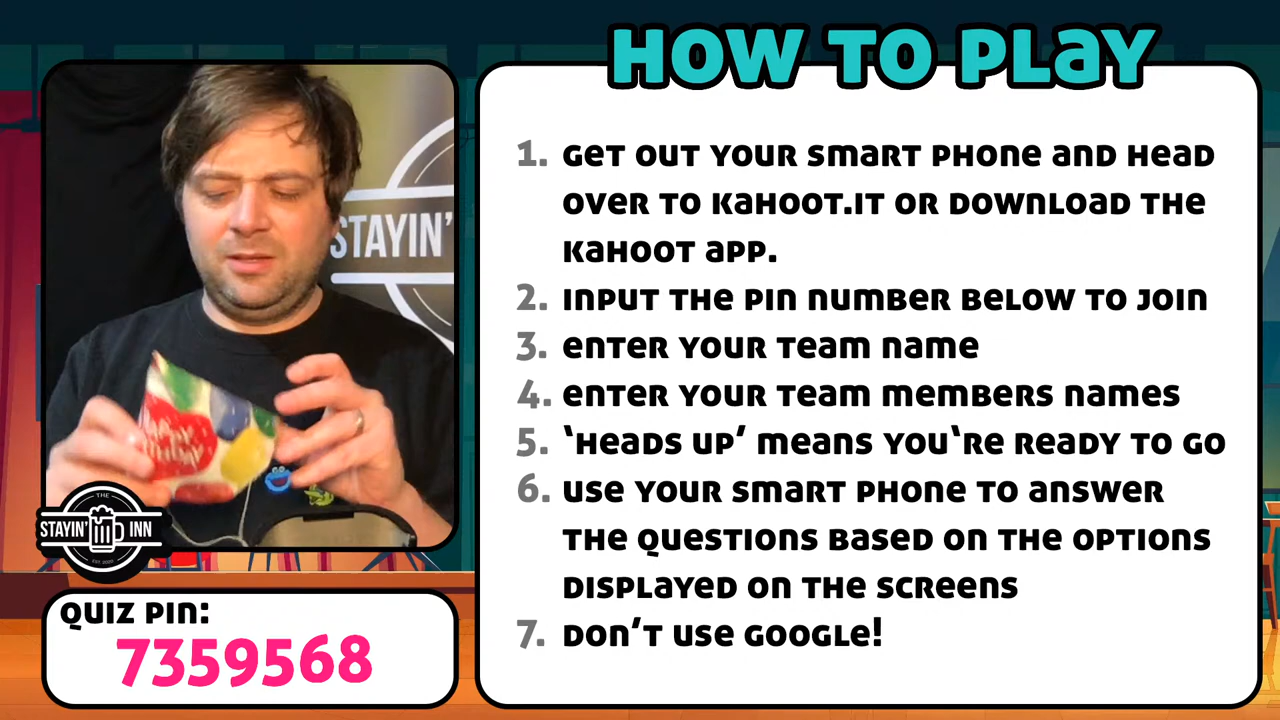 HOW TO PLAY
1. GET OUT YOUR SMART PHONE AND HEAD
OVER TO KAHOOT.IT OR DOWNLOAD THE
KAHOOT APP.
2. INPUT THE PIN NUMBER BELOW TO JOIN
3. ENTER YOUR TEAM NAME
4. ENTER YOUR TEAM MEMBERS NAMES
5. ‘HEADS UP’ MEANS YOU‘RE READY TO GO
6. USE YOUR SMART PHONE TO ANSWER
THE QUESTIONS BASED ON THE OPTIONS
DISPLAYED ON THE SCREENS
7. DON’T USE GOOGLE!
STAYIN’
THE
STAYIN’ INN
EST 2020
QUIZ PIN:
7359568